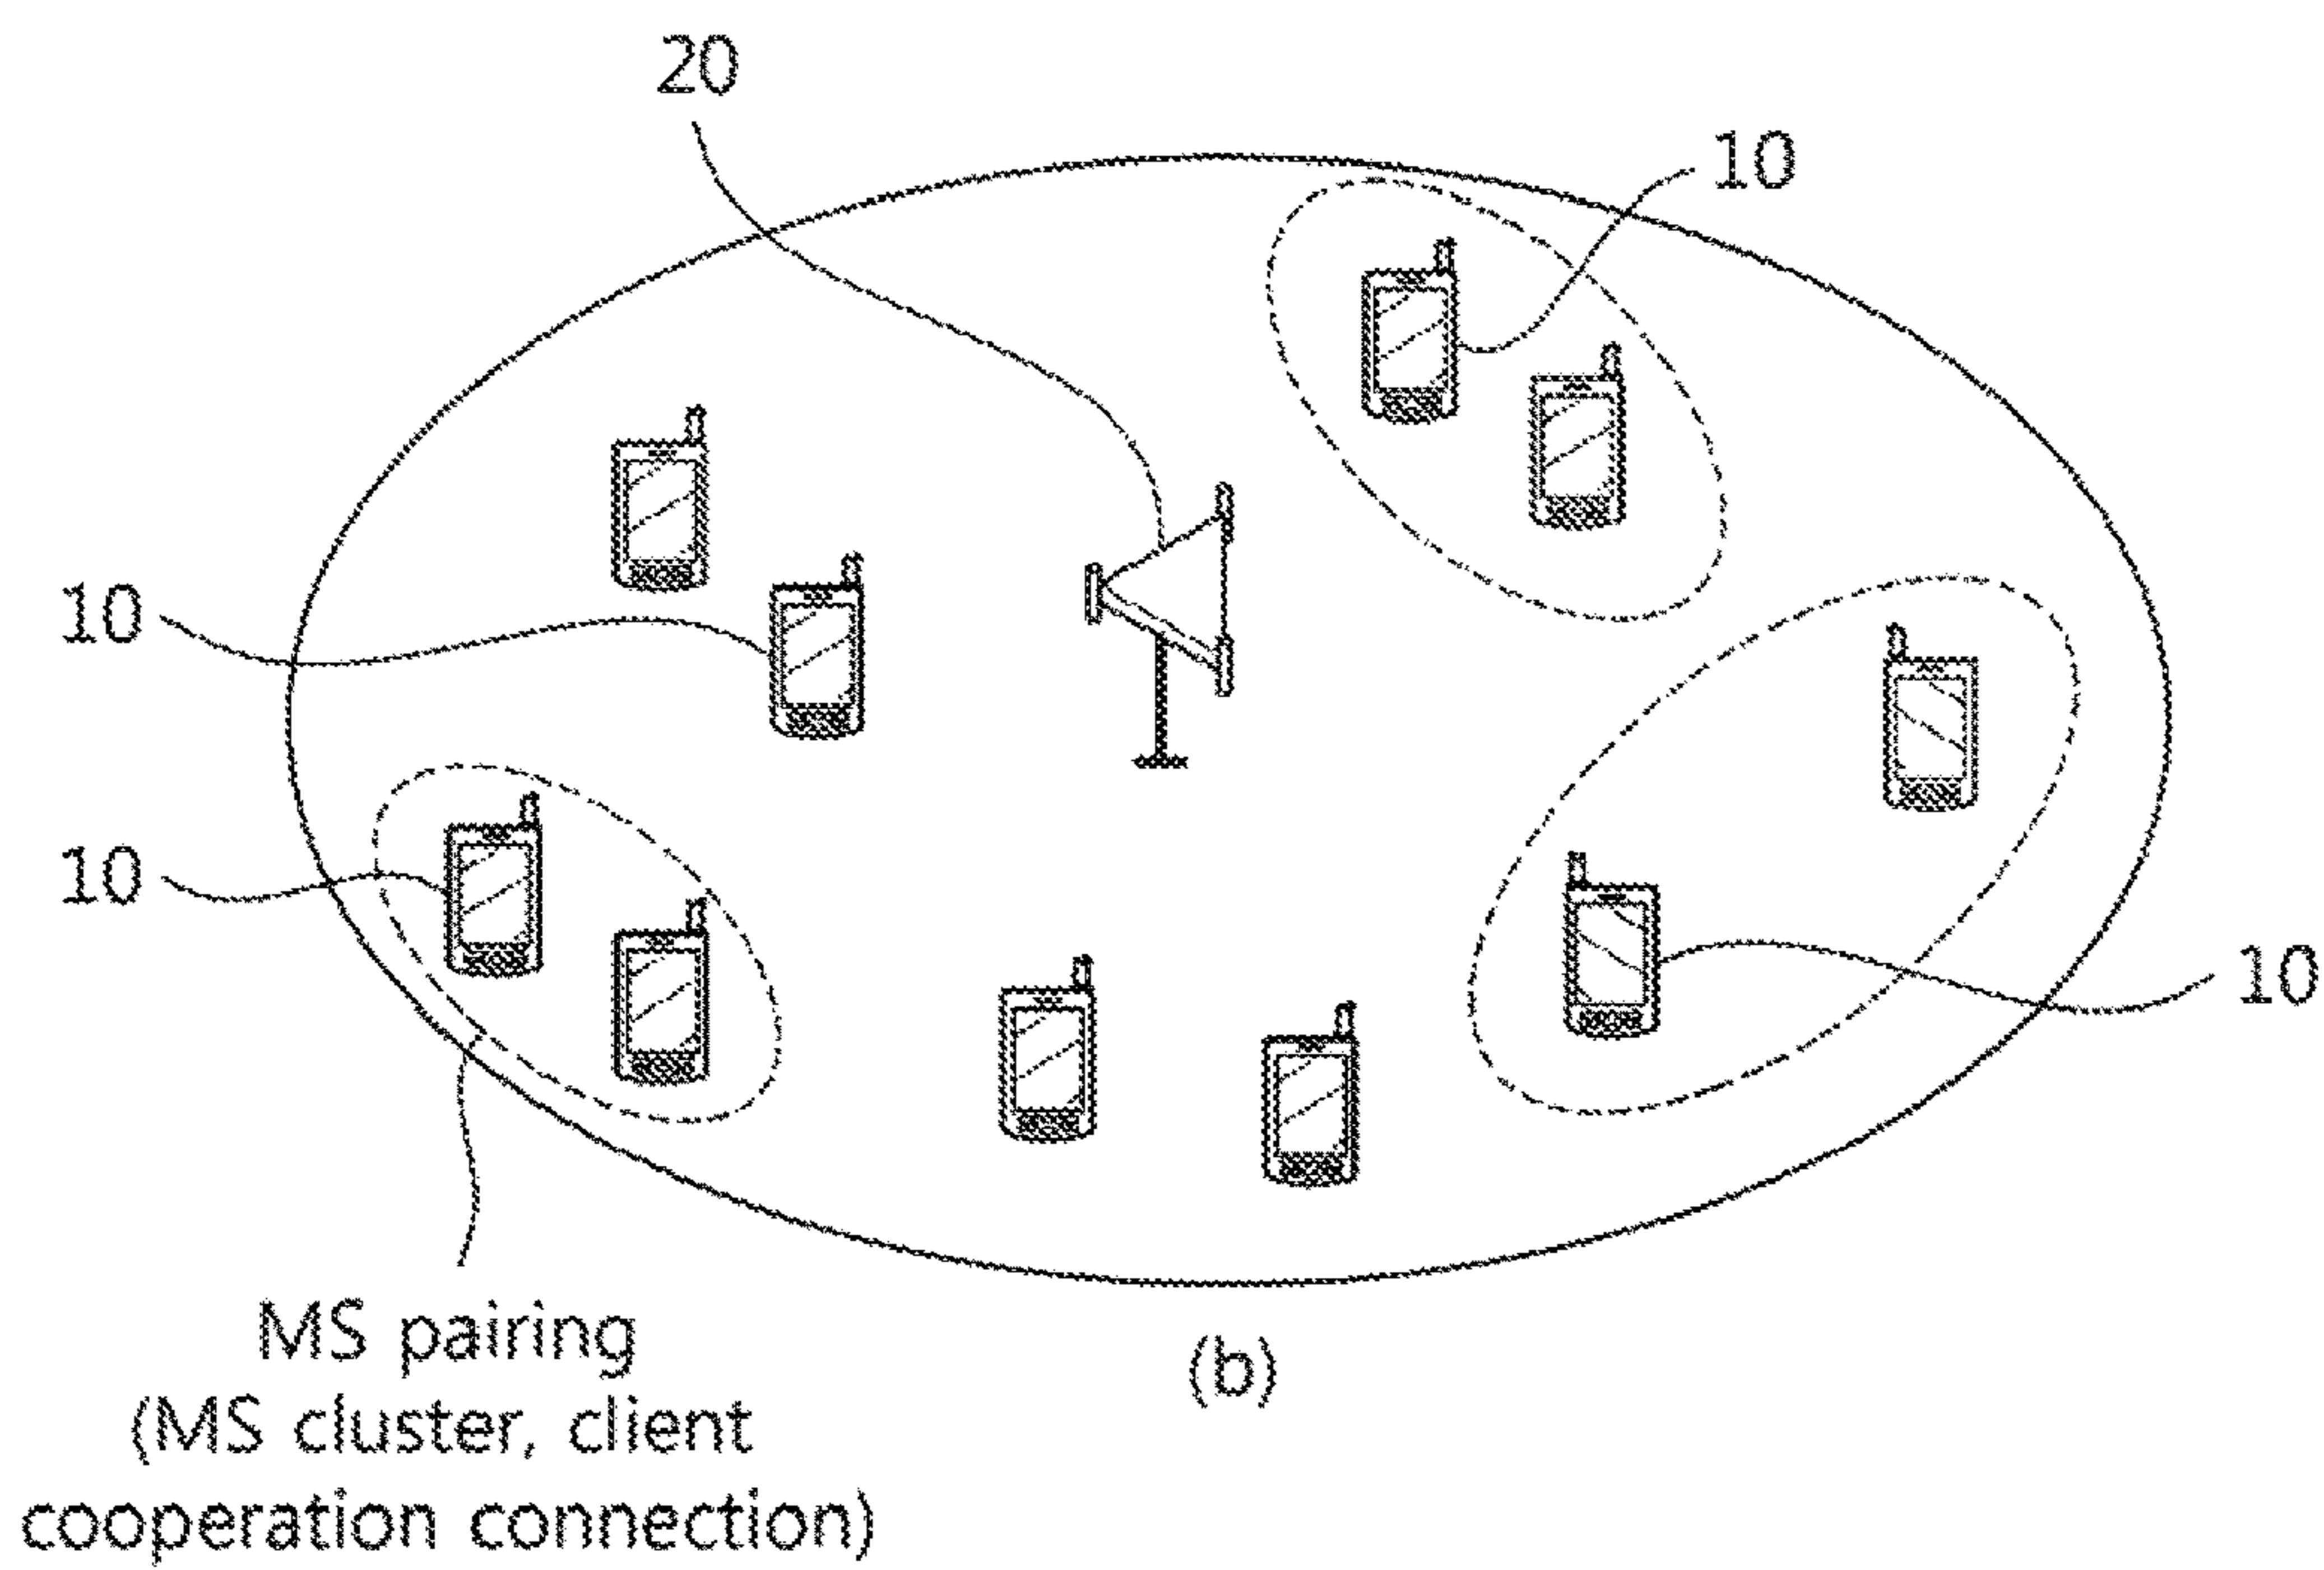 20
10
10
10
10
MS pairing
(MS cluster, client
cooperation connection)
(b)